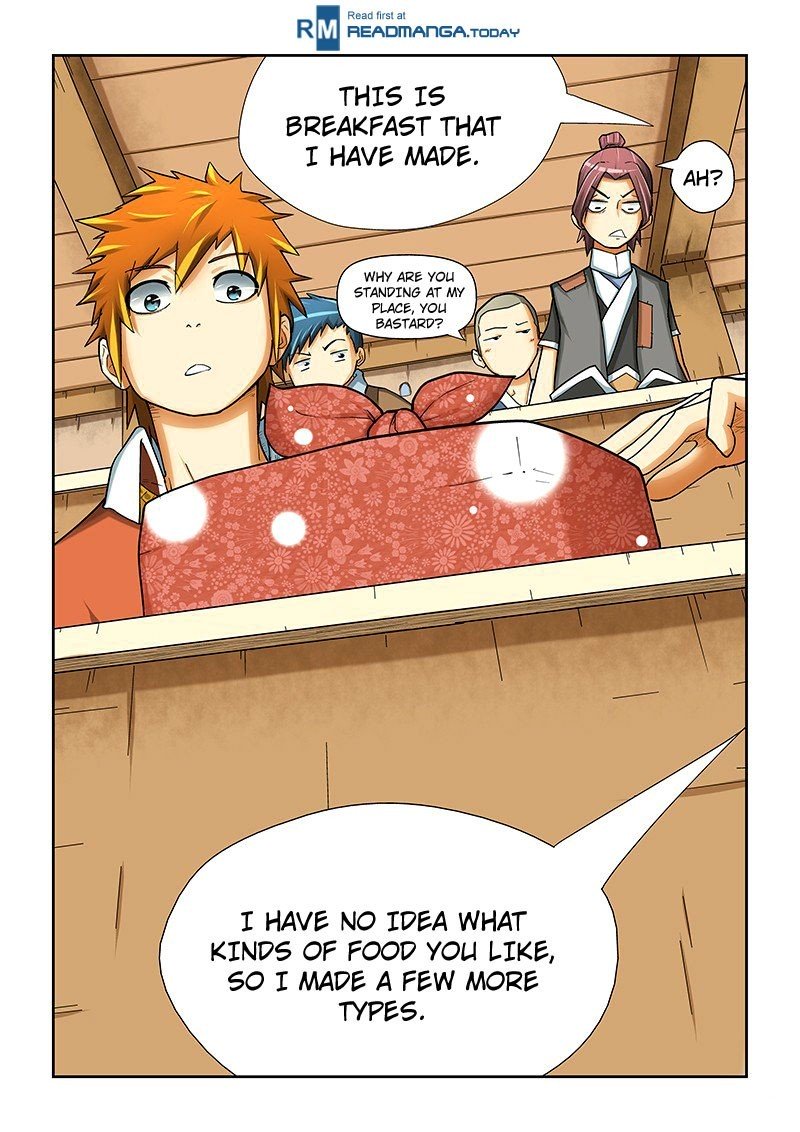 RM
Read first at
READMANGA.TODAY
THIS IS
BREAKFAST THAT
I HAVE MADE.
AH?
WHY ARE YOU
STANDING AT MY
PLACE, YOU
BASTARD?
I HAVE NO IDEA WHAT
KINDS OF FOOD YOU LIKE,
SO I MADE A FEW MORE
TYPES.